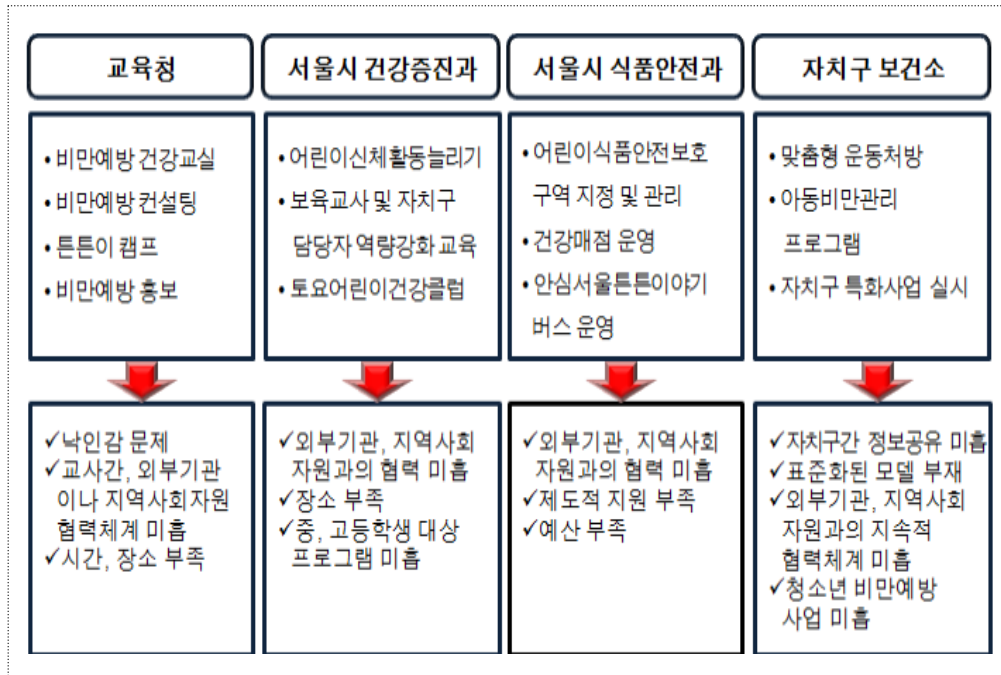 교육청
• 비만예방 건강교실
• 비만예방 컨설팅
• 튼튼이 캠프
• 비만예방 홍보
✓낙인감 문제
✓교사간, 외부기관
이나 지역사회자원
협력체계 미흡
✓시간, 장소 부족
서울시 건강증진과
• 어린이신체활동늘리기
• 보육교사 및 자치구
담당자 역량강화 교육
• 토요어린이건강클럽
✓외부기관, 지역사회
자원과의 협력 미흡
✓장소 부족
✓중, 고등학생 대상
프로그램 미흡
서울시 식품안전과
• 어린이식품안전보호
구역 지정 및 관리
• 건강매점 운영
• 안심서울튼튼이야기
버스 운영
✓외부기관, 지역사회
자원과의 협력 미흡
✓제도적 지원 부족
✓예산 부족
자치구 보건소
• 맞춤형 운동처방
• 아동비만관리
프로그램
• 자치구 특화사업 실시
✓자치구간 정보공유 미흡
✓표준화된 모델 부재
✓외부기관, 지역사회
자원과의 지속적
협력체계 미흡
✓청소년 비만예방
사업 미흡